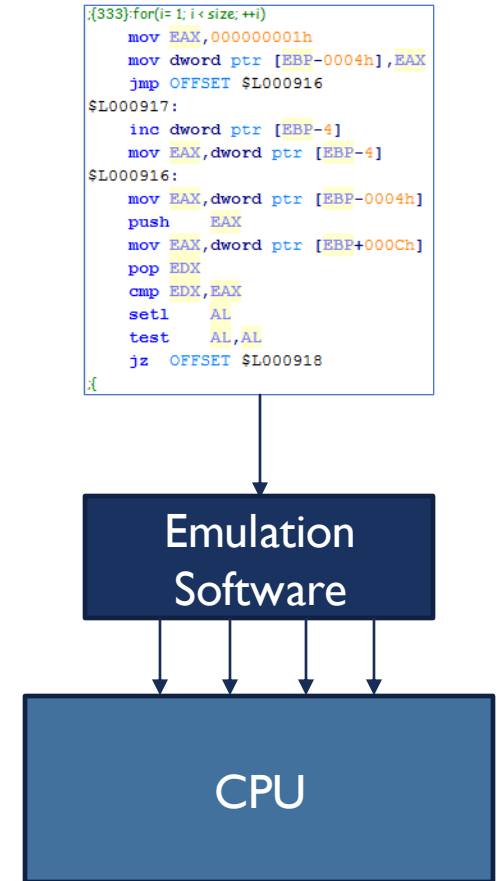 ;{333}:for(i= 1; i < size; ++i)
mov EAX,000000001h
mov dword ptr [EBP-0004h],EAX
jmp OFFSET $L000916
$L000917:
inc dword ptr [EBP-4]
mov EAX,dword ptr [EBP-4]
$L000916:
mov EAX,dword ptr [EBP-0004h]
push EAX
mov EAX,dword ptr [EBP+000Ch]
pop EDX
cmp EDX,EAX
setl AL
test AL,AL
jz OFFSET $L000918
;{
Emulation
Software
CPU